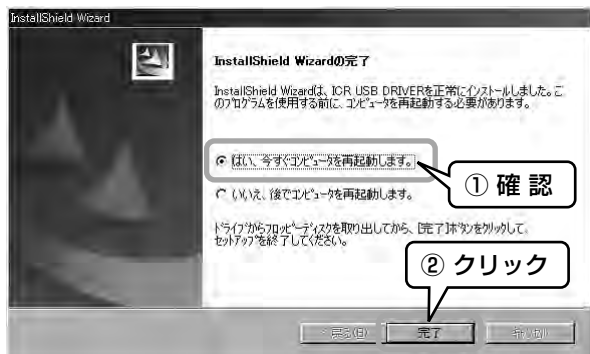 InstallShield Wizard
InstallShield Wizardの完了
InstallShield Wizardは、ICR USB DRIVERを正常にインストールしました。こ
のプログラムを使用する前に、コンピュータを再起動する必要があります。
はい、今すぐコンピュータを再起動します。
① 確 認
いいえ、後でコンピュータを再起動します。
ドライブからフロッピーディスクを取り出してから、[完了]ボタンをクリックして、
セットアップを終了してください。
② クリック
< 戻る(B)
完了
キャンセル